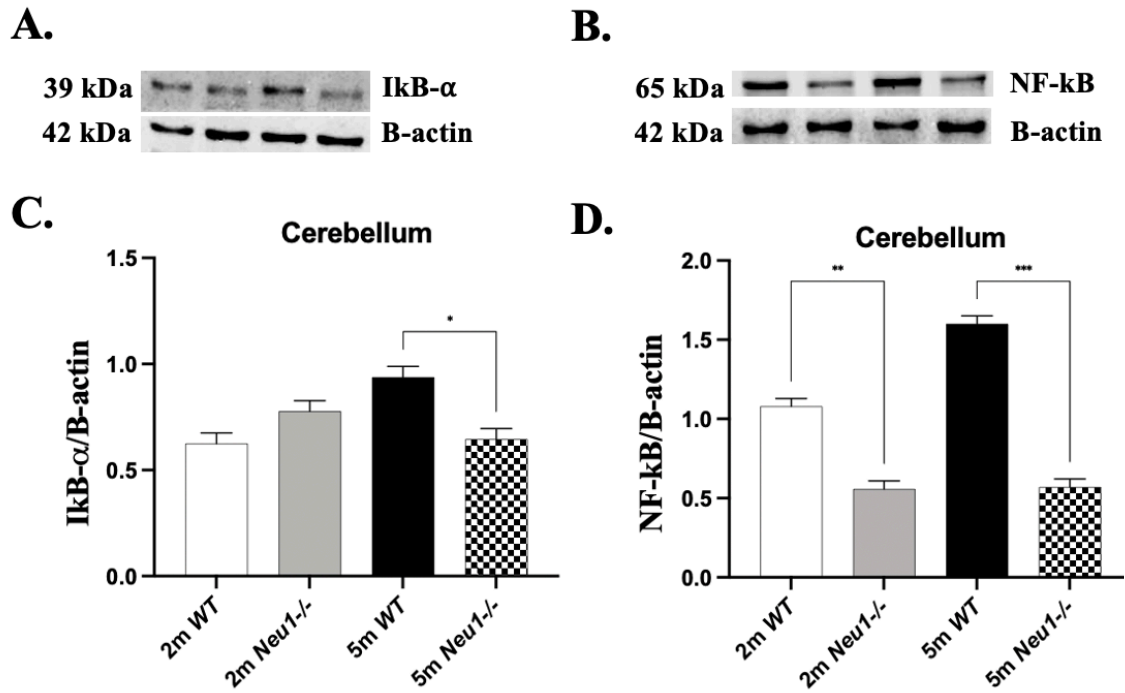 A.
39 kDa IkB-α
42 kDa B-actin
B.
65 kDa NF-kB
42 kDa B-actin
C.
Cerebellum
IkB-α/B-actin
1.5
1.0
0.5
0.0
*
2m WT
2m Neu1-/-
5m WT
5m Neu1-/-
D.
Cerebellum
NF-kB/B-actin
2.0
1.5
1.0
0.5
0.0
**
***
2m WT
2m Neu1-/-
5m WT
5m Neu1-/-